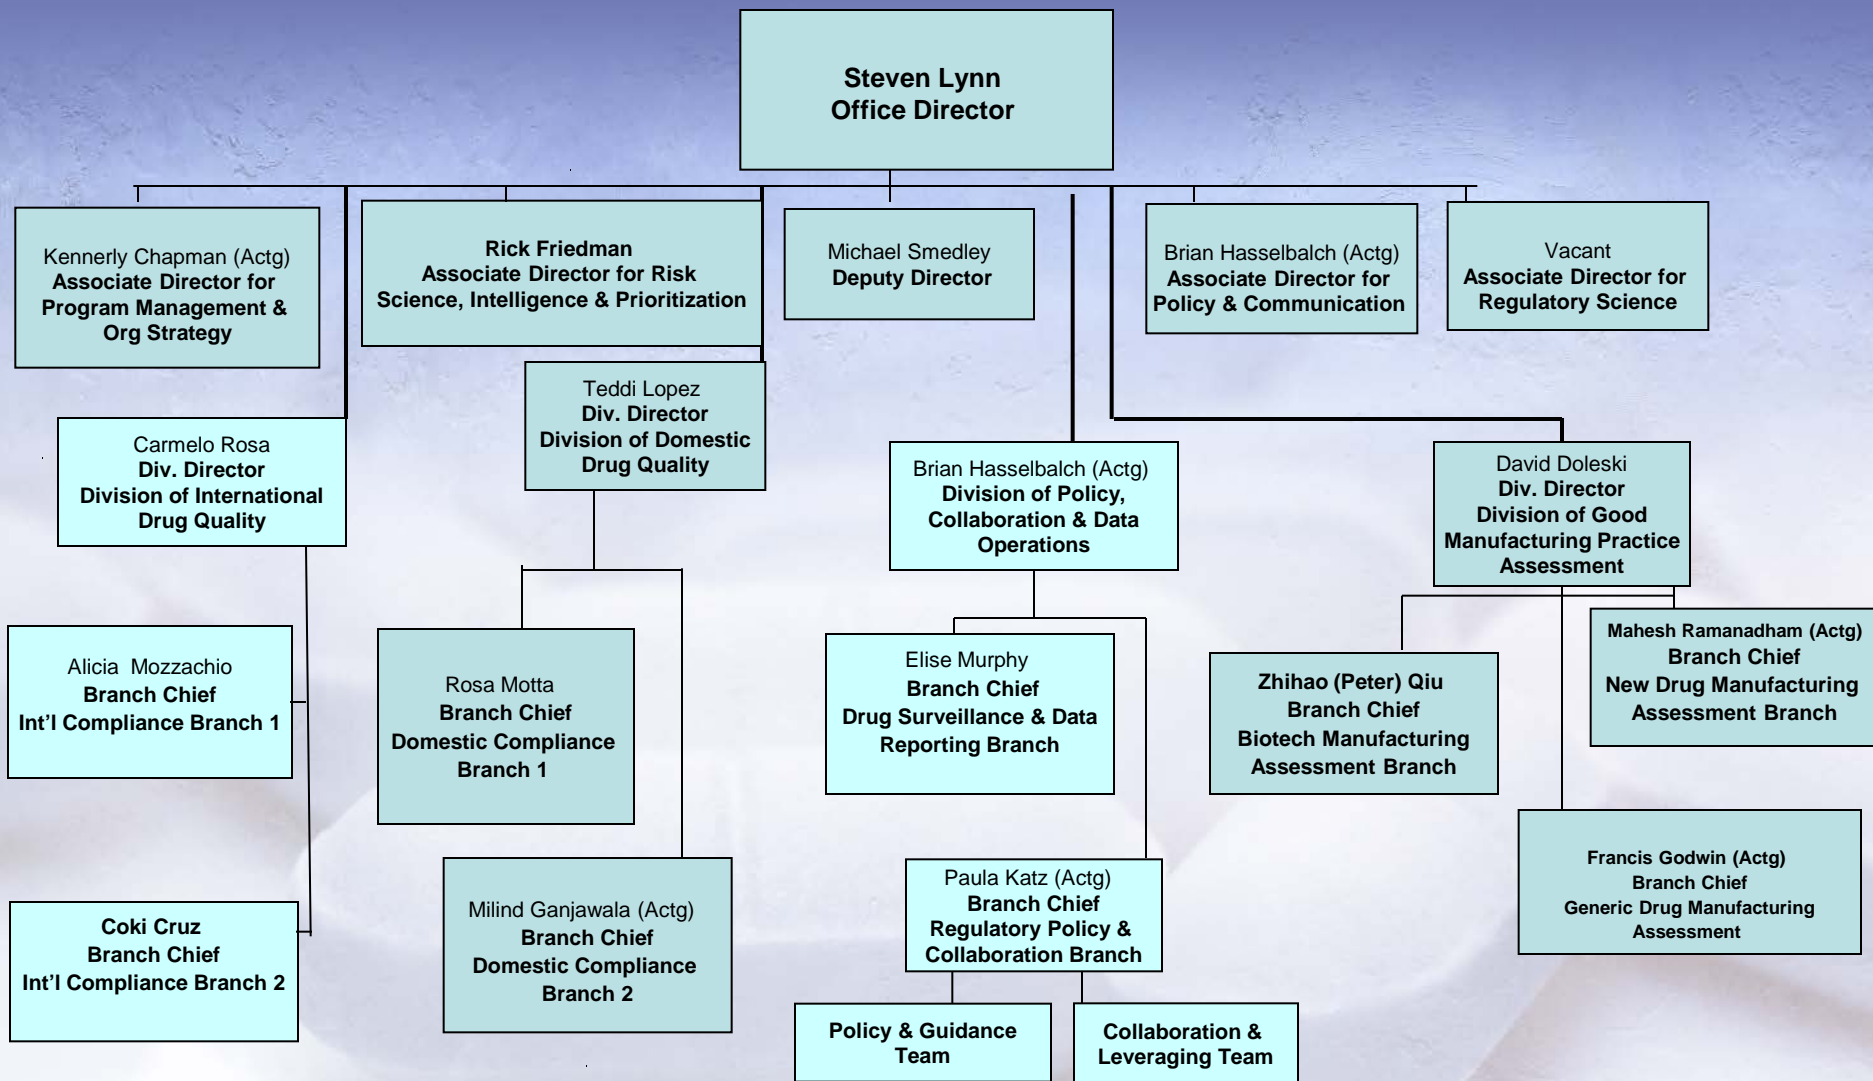 Steven Lynn
Office Director
Kennerly Chapman (Actg)
Associate Director for
Program Management &
Org Strategy
Rick Friedman
Associate Director for Risk
Science, Intelligence & Prioritization
Michael Smedley
Deputy Director
Brian Hasselbalch (Actg)
Associate Director for
Policy & Communication
Vacant
Associate Director for
Regulatory Science
Carmelo Rosa
Div. Director
Division of International
Drug Quality
Teddi Lopez
Div. Director
Division of Domestic
Drug Quality
Brian Hasselbalch (Actg)
Division of Policy,
Collaboration & Data
Operations
David Doleski
Div. Director
Division of Good
Manufacturing Practice
Assessment
Alicia  Mozzachio
Branch Chief
Int’l Compliance Branch 1
Rosa Motta
Branch Chief
Domestic Compliance
Branch 1
Elise Murphy
Branch Chief
Drug Surveillance & Data
Reporting Branch
Zhihao (Peter) Qiu
Branch Chief
Biotech Manufacturing
Assessment Branch
Mahesh Ramanadham (Actg)
Branch Chief
New Drug Manufacturing
Assessment Branch
Coki Cruz
Branch Chief
Int’l Compliance Branch 2
Milind Ganjawala (Actg)
Branch Chief
Domestic Compliance
Branch 2
Paula Katz (Actg)
Branch Chief
Regulatory Policy &
Collaboration Branch
Francis Godwin (Actg)
Branch Chief
Generic Drug Manufacturing
Assessment
Policy & Guidance
Team
Collaboration &
Leveraging Team